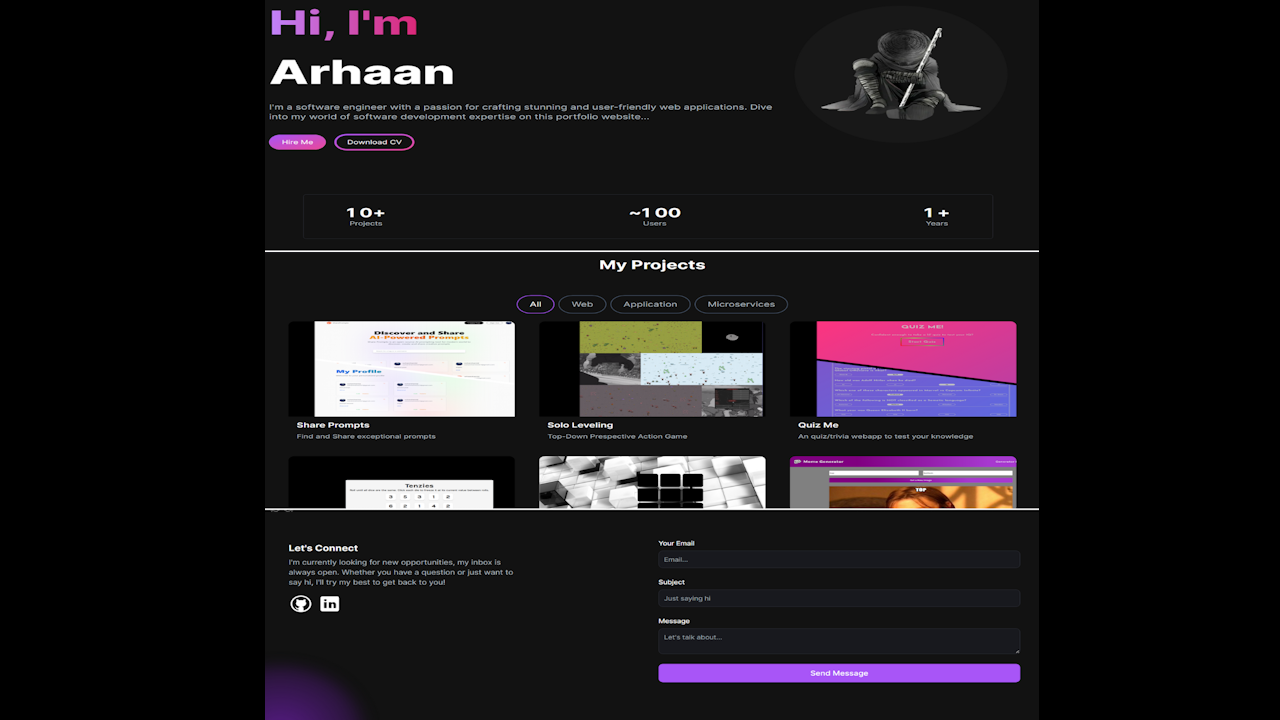 Hi, I'm
Arhaan
I'm a software engineer with a passion for crafting stunning and user-friendly web applications. Dive
into my world of software development expertise on this portfolio website...
Hire Me
Download CV
10+
Projects
~100
Users
1+
Years
My Projects
All
Web
Application
Microservices
Discover and Share
AI-Powered Prompts
My Profile
QUIZ ME!
Start Quiz
Share Prompts
Find and Share exceptional prompts
Solo Leveling
Top-Down Prespective Action Game
Quiz Me
An quiz/trivia webapp to test your knowledge
Tenzies
3 5 3 1 2
6 2 1 4 2
Meme Generator
TOP
Let's Connect
I'm currently looking for new opportunities, my inbox is
always open. Whether you have a question or just want to
say hi, I'll try my best to get back to you!
in
Your Email
Email...
Subject
Just saying hi
Message
Let's talk about...
Send Message